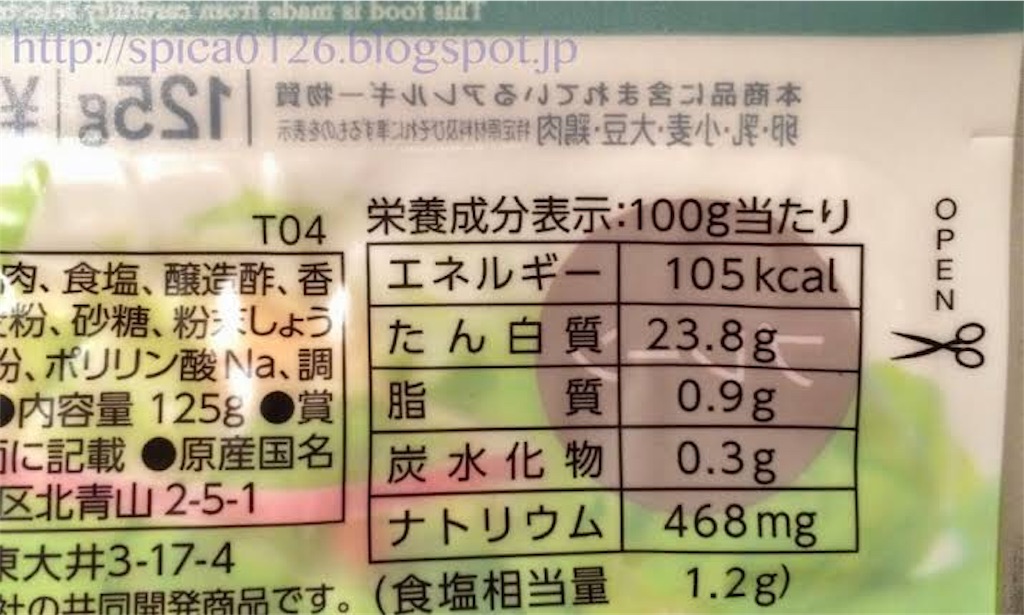 This food is made from carefully
http://spica0126.blogspot.jp
本商品に含まれているアレルギー物質
125g
¥
卵・乳・小麦・大豆・鶏肉 特定原材料及びそれに準ずるものを表示
T04
栄養成分表示:100g当たり
エネルギー 105kcal
たん白質 23.8g
脂質 0.9g
炭水化物 0.3g
ナトリウム 468mg
(食塩相当量 1.2g)
肉、食塩、醸造酢、香
粉、砂糖、粉末しょう
分、ポリリン酸Na、調
●内容量 125g ●賞
に記載 ●原産国名
区北青山2-5-1
東大井3-17-4
社の共同開発商品です。
OPEN